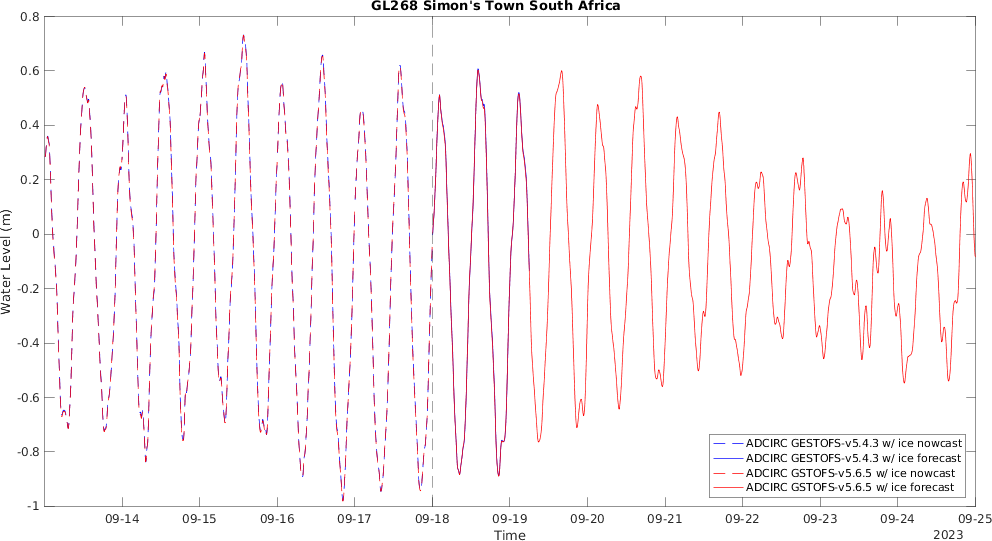 GL268 Simon's Town South Africa
0.8
0.6
0.4
0.2
0
-0.2
-0.4
-0.6
-0.8
-1
Water Level (m)
ADCIRC GESTOFS-v5.4.3 w/ ice nowcast
ADCIRC GESTOFS-v5.4.3 w/ ice forecast
ADCIRC GSTOFS-v5.6.5 w/ ice nowcast
ADCIRC GSTOFS-v5.6.5 w/ ice forecast
09-14 09-15 09-16 09-17 09-18 09-19 09-20 09-21 09-22 09-23 09-24 09-25
Time
2023